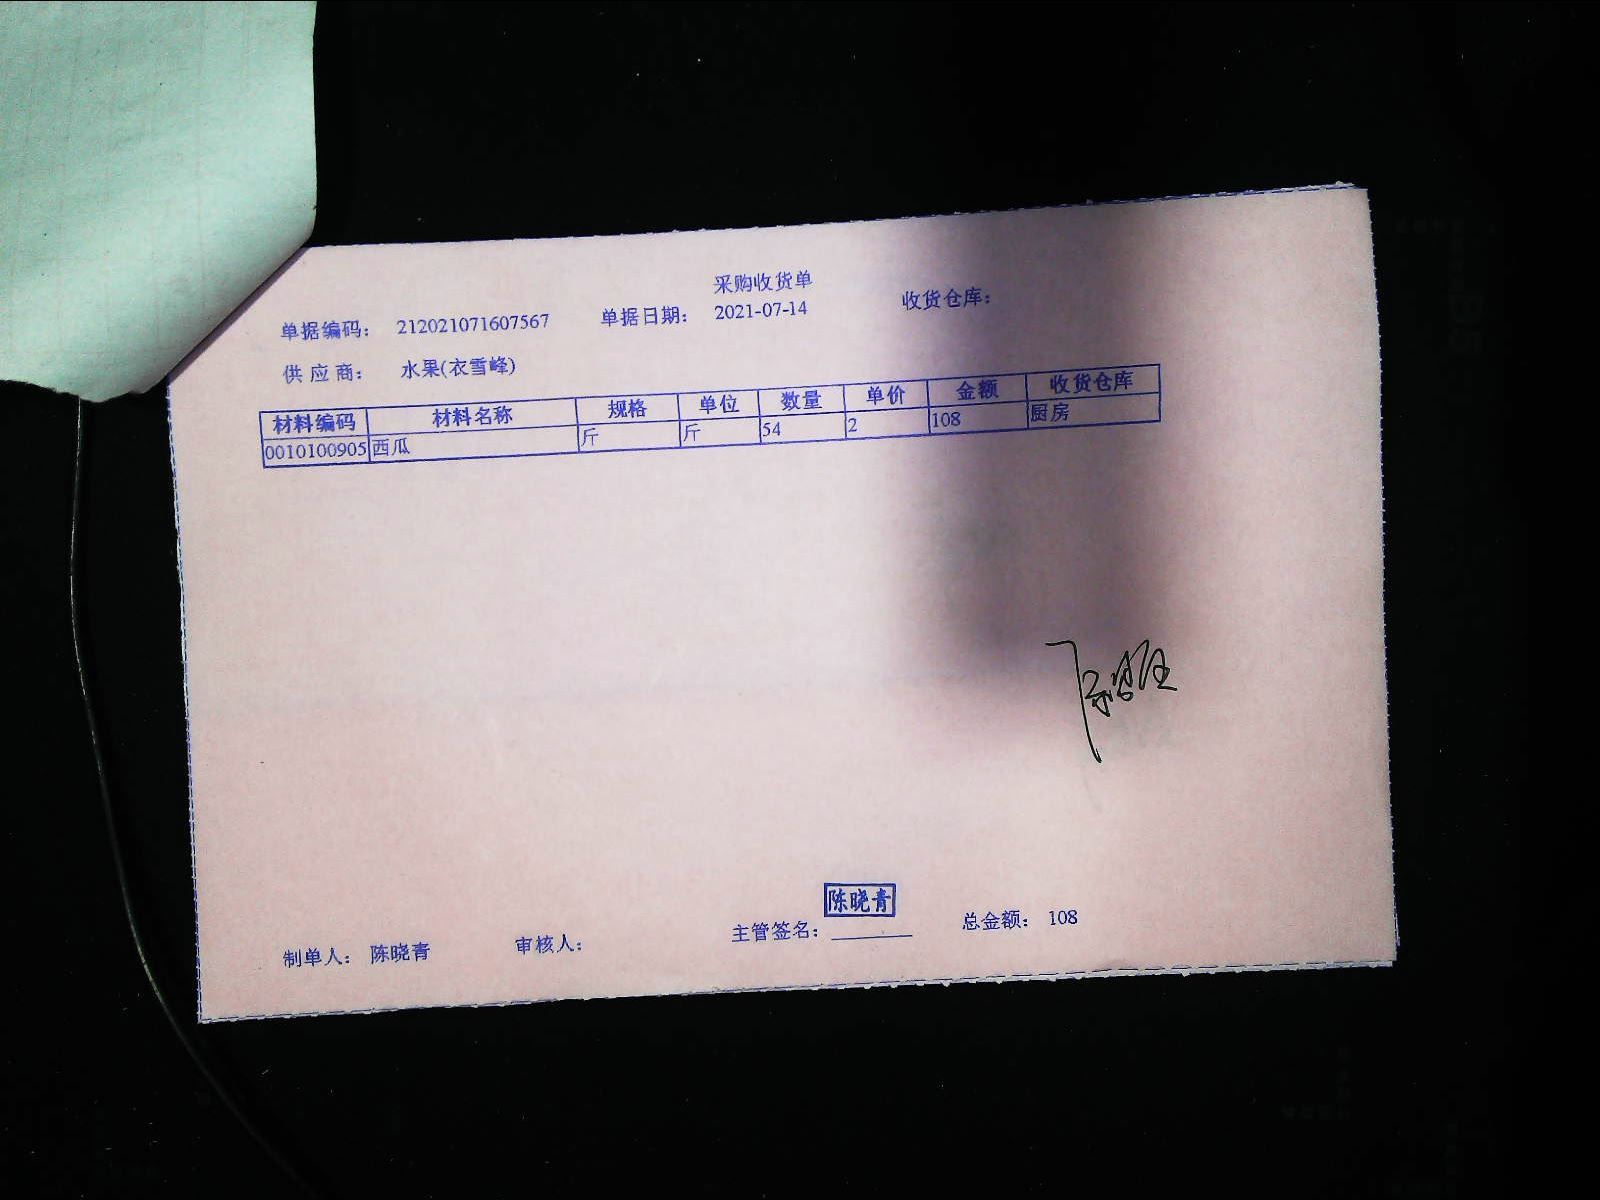 采购收货单
单据编码： 212021071607567 单据日期： 2021-07-14 收货仓库：
供应商： 水果(衣雪峰)
材料编码 材料名称 规格 单位 数量 单价 金额 收货仓库
0010100905 西瓜 斤 斤 54 2 108 厨房
陈晓青
制单人： 陈晓青 审核人： 主管签名： 总金额： 108